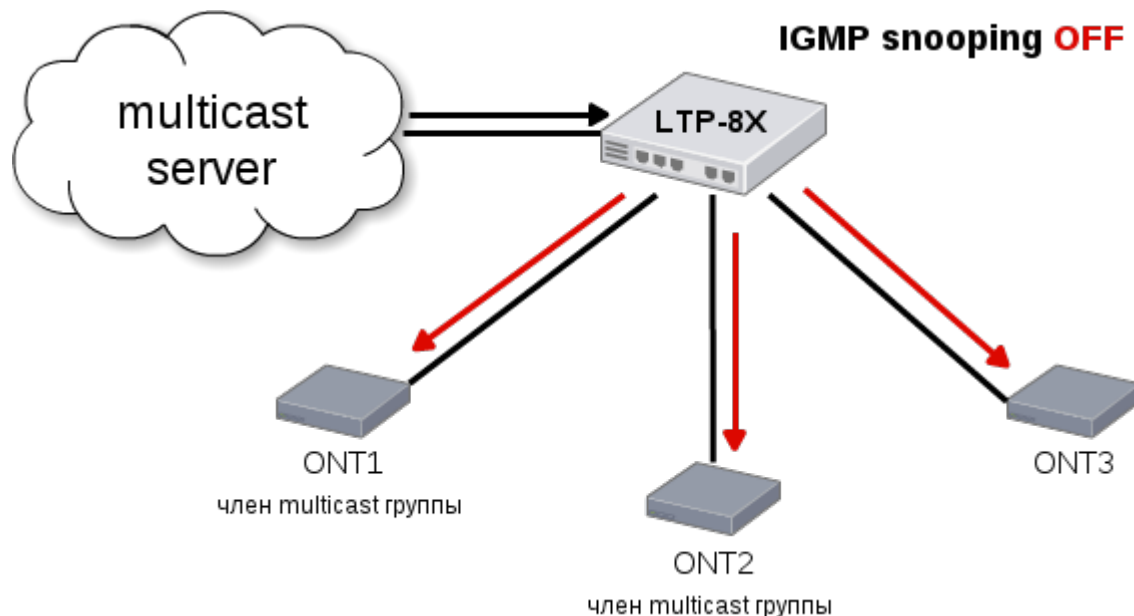 IGMP snooping OFF
multicast
server
LTP-8X
ONT1
член multicast группы
ONT2
член multicast группы
ONT3